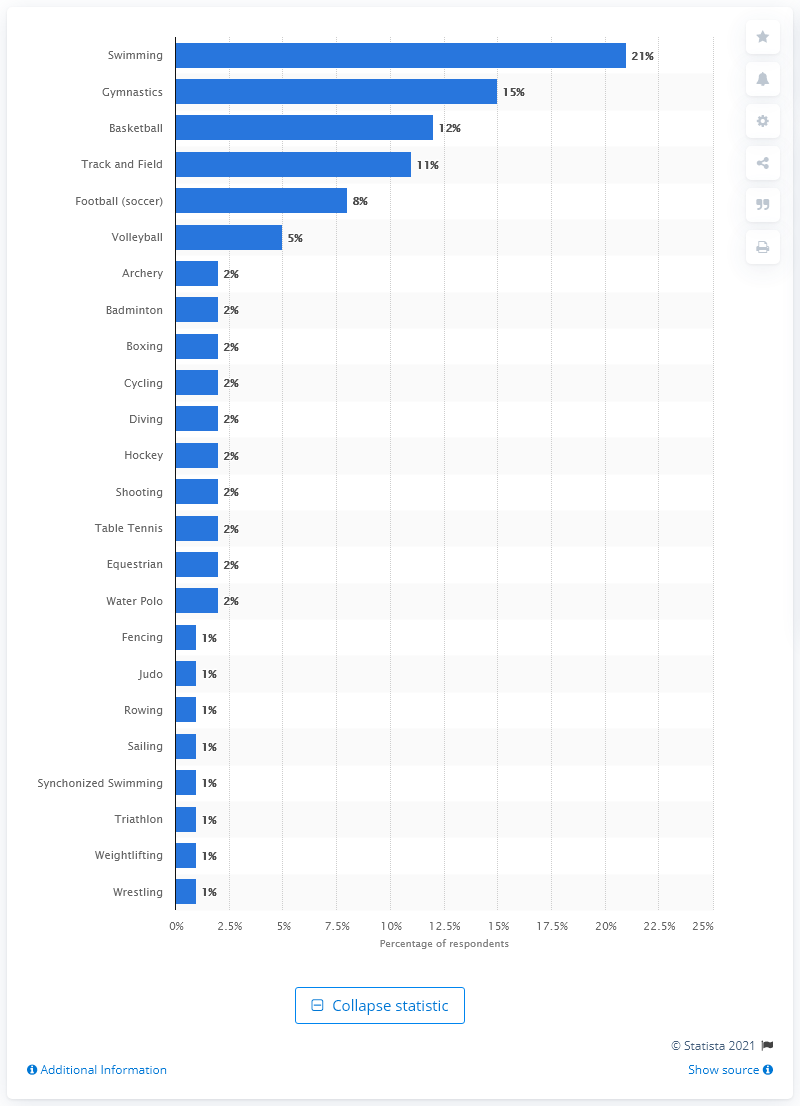 Swimming 21%
Gymnastics 15%
Basketball 12%
Track and Field 11%
Football (soccer) 8%
Volleyball 5%
Archery 2%
Badminton 2%
Boxing 2%
Cycling 2%
Diving 2%
Hockey 2%
Shooting 2%
Table Tennis 2%
Equestrian 2%
Water Polo 2%
Fencing 1%
Judo 1%
Rowing 1%
Sailing 1%
Synchonized Swimming 1%
Triathlon 1%
Weightlifting 1%
Wrestling 1%
0% 2.5% 5% 7.5% 10% 12.5% 15% 17.5% 20% 22.5% 25%
Percentage of respondents
Collapse statistic
© Statista 2021
Additional Information Show source